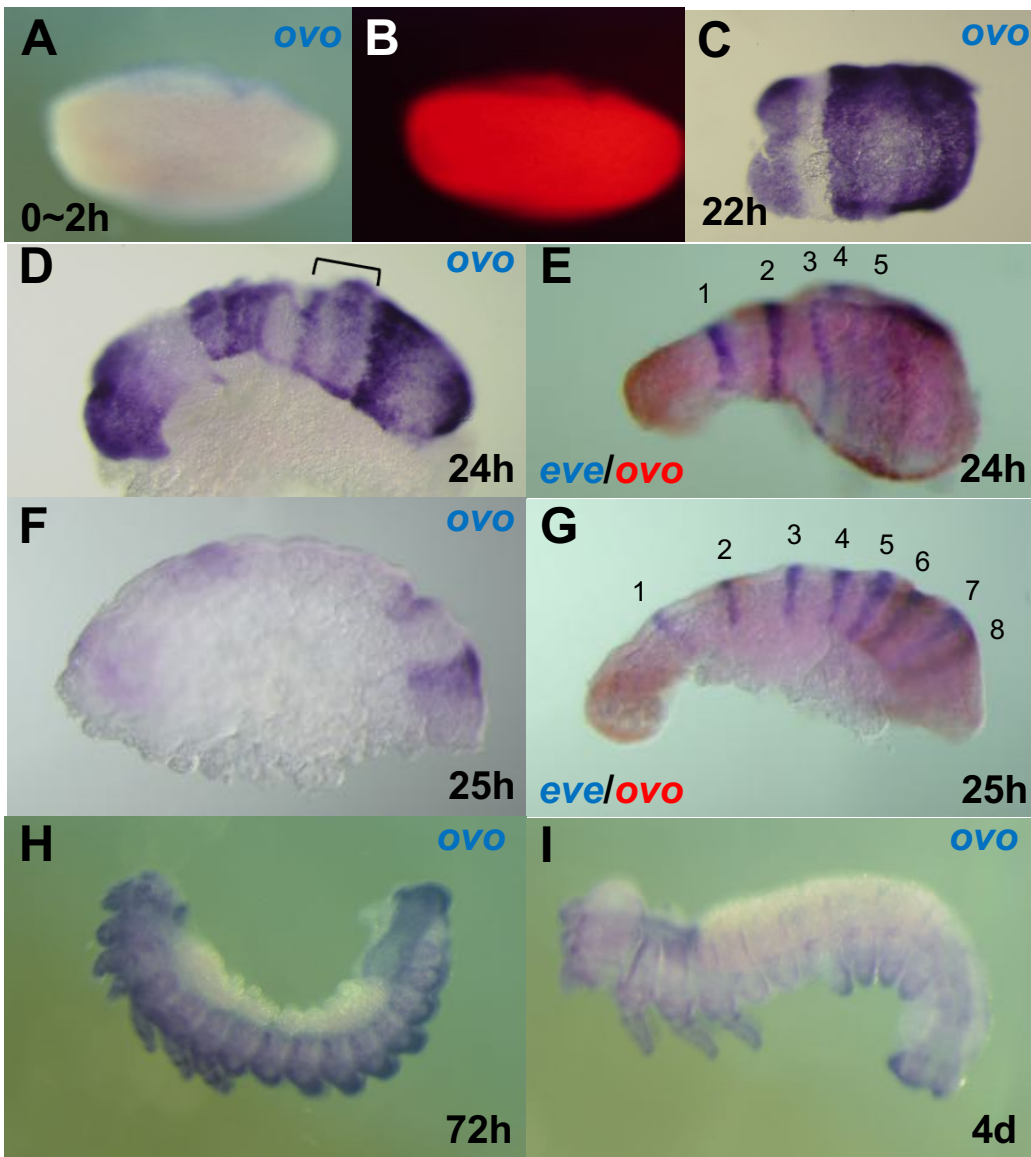 A ovo B C ovo
0~2h 22h
D ovo E 1 2 3 4 5
24h eve/ovo 24h
F ovo G 1 2 3 4 5 6 7 8
25h eve/ovo 25h
H ovo I ovo
72h 4d